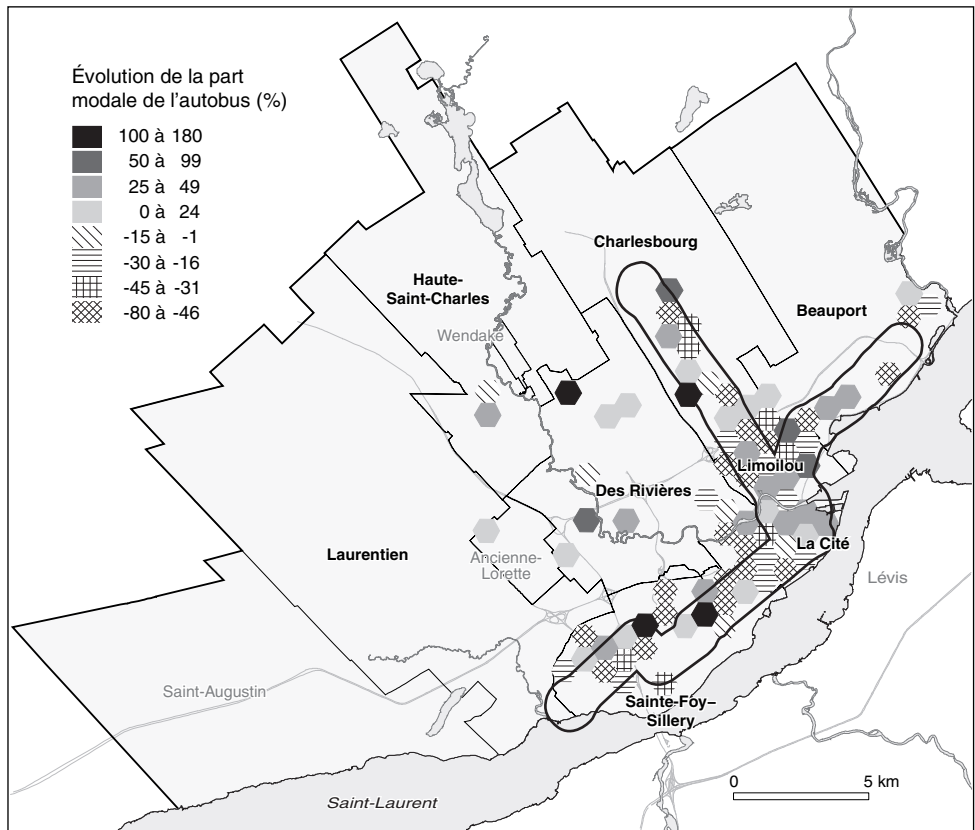 Évolution de la part
modale de l'autobus (%)
100 à 180
50 à 99
25 à 49
0 à 24
-15 à -1
-30 à -16
-45 à -31
-80 à -46
Charlesbourg
Haute-
Saint-Charles
Beauport
Wendake
Limoilou
Des Rivières
La Cité
Laurentien
Ancienne-
Lorette
Lévis
Saint-Augustin
Sainte-Foy–
Sillery
0 5 km
Saint-Laurent